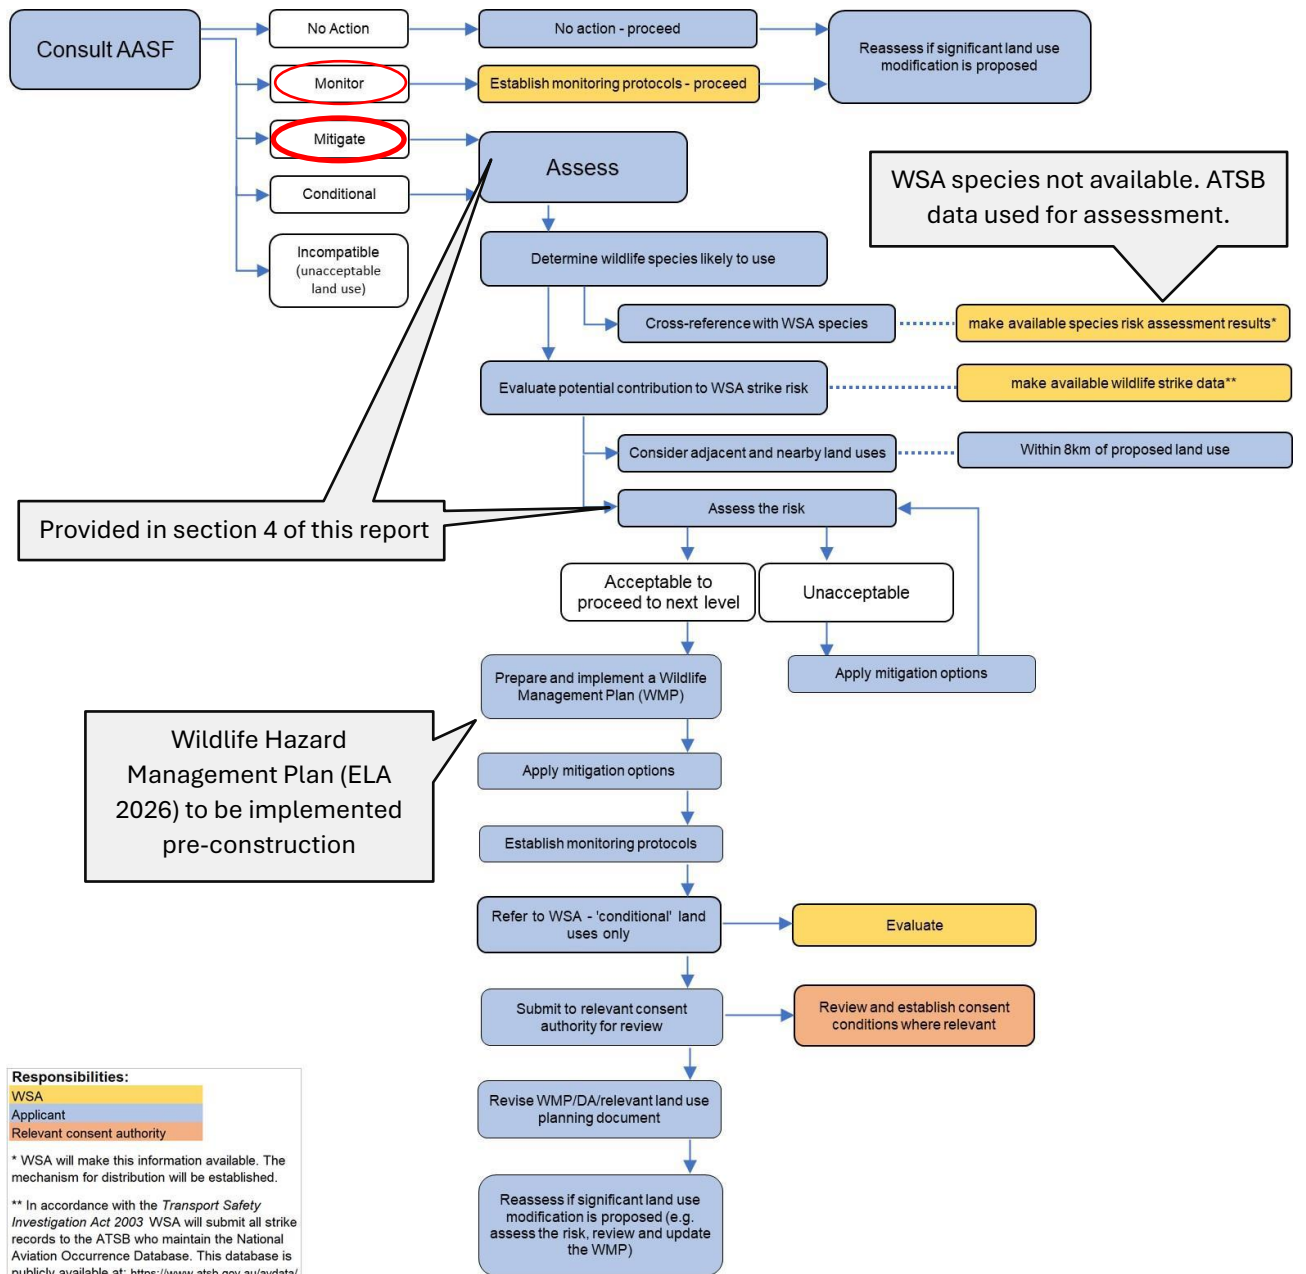 Consult AASF
No Action
No action - proceed
Reassess if significant land use
modification is proposed
Monitor
Establish monitoring protocols - proceed
Mitigate
Assess
WSA species not available. ATSB
data used for assessment.
Conditional
Incompatible
(unacceptable
land use)
Determine wildlife species likely to use
Cross-reference with WSA species
make available species risk assessment results*
Evaluate potential contribution to WSA strike risk
make available wildlife strike data**
Consider adjacent and nearby land uses
Within 8km of proposed land use
Provided in section 4 of this report
Assess the risk
Acceptable to
proceed to next level
Unacceptable
Prepare and implement a Wildlife
Management Plan (WMP)
Apply mitigation options
Wildlife Hazard
Management Plan (ELA
2026) to be implemented
pre-construction
Apply mitigation options
Establish monitoring protocols
Refer to WSA - 'conditional' land
uses only
Evaluate
Submit to relevant consent
authority for review
Review and establish consent
conditions where relevant
Revise WMP/DA/relevant land use
planning document
Reassess if significant land use
modification is proposed (e.g.
assess the risk, review and update
the WMP)
Responsibilities:
WSA
Applicant
Relevant consent authority
* WSA will make this information available. The
mechanism for distribution will be established.
** In accordance with the Transport Safety
Investigation Act 2003 WSA will submit all strike
records to the ATSB who maintain the National
Aviation Occurrence Database. This database is
publicly available at: https://www.atsb.gov.au/avdata/